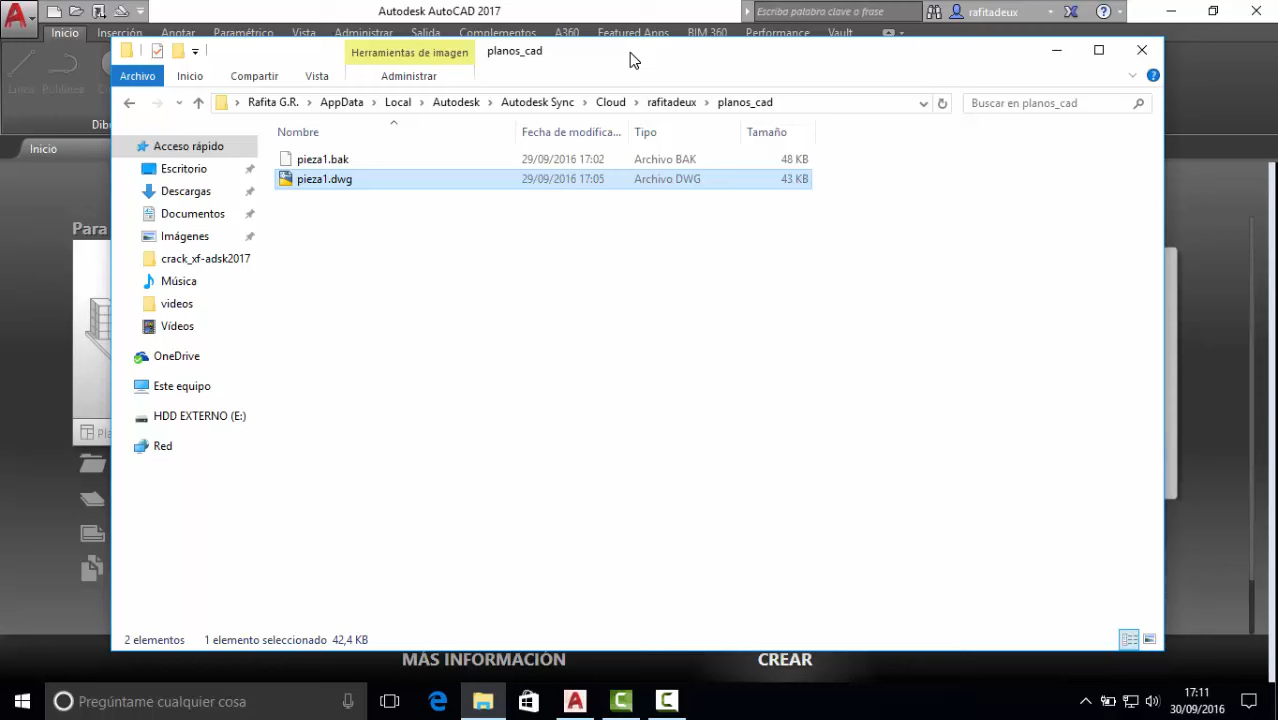 Autodesk AutoCAD 2017
Escriba palabra clave o frase
rafitadeux
Inicio Inserción Anotar Paramétrico Vista Administrar Salida Complementos A360 Featured Apps BIM 360 Performance Vault
Herramientas de imagen planos_cad
Archivo Inicio Compartir Vista Administrar
Rafita G.R. AppData Local Autodesk Autodesk Sync Cloud rafitadeux planos_cad
Buscar en planos_cad
Inicio
Nombre Fecha de modifica... Tipo Tamaño
pieza1.bak 29/09/2016 17:02 Archivo BAK 48 KB
pieza1.dwg 29/09/2016 17:05 Archivo DWG 43 KB
Acceso rápido
Escritorio
Descargas
Documentos
Imágenes
crack_xf-adsk2017
Música
videos
Vídeos
OneDrive
Este equipo
HDD EXTERNO (E:)
Red
Para
2 elementos 1 elemento seleccionado 42,4 KB
MÁS INFORMACIÓN CREAR
Pregúntame cualquier cosa
17:11
30/09/2016